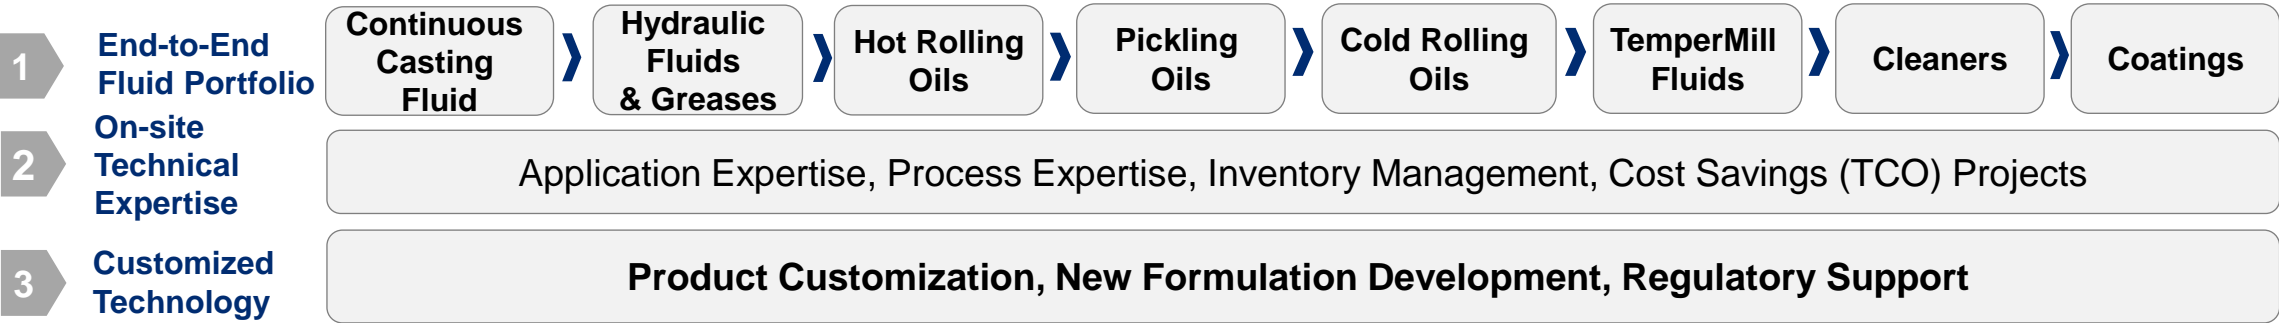 1
End-to-End
Fluid Portfolio
Continuous
Casting
Fluid
Hydraulic
Fluids
& Greases
Hot Rolling
Oils
Pickling
Oils
Cold Rolling
Oils
TemperMill
Fluids
Cleaners
Coatings
2
On-site
Technical
Expertise
Application Expertise, Process Expertise, Inventory Management, Cost Savings (TCO) Projects
3
Customized
Technology
Product Customization, New Formulation Development, Regulatory Support